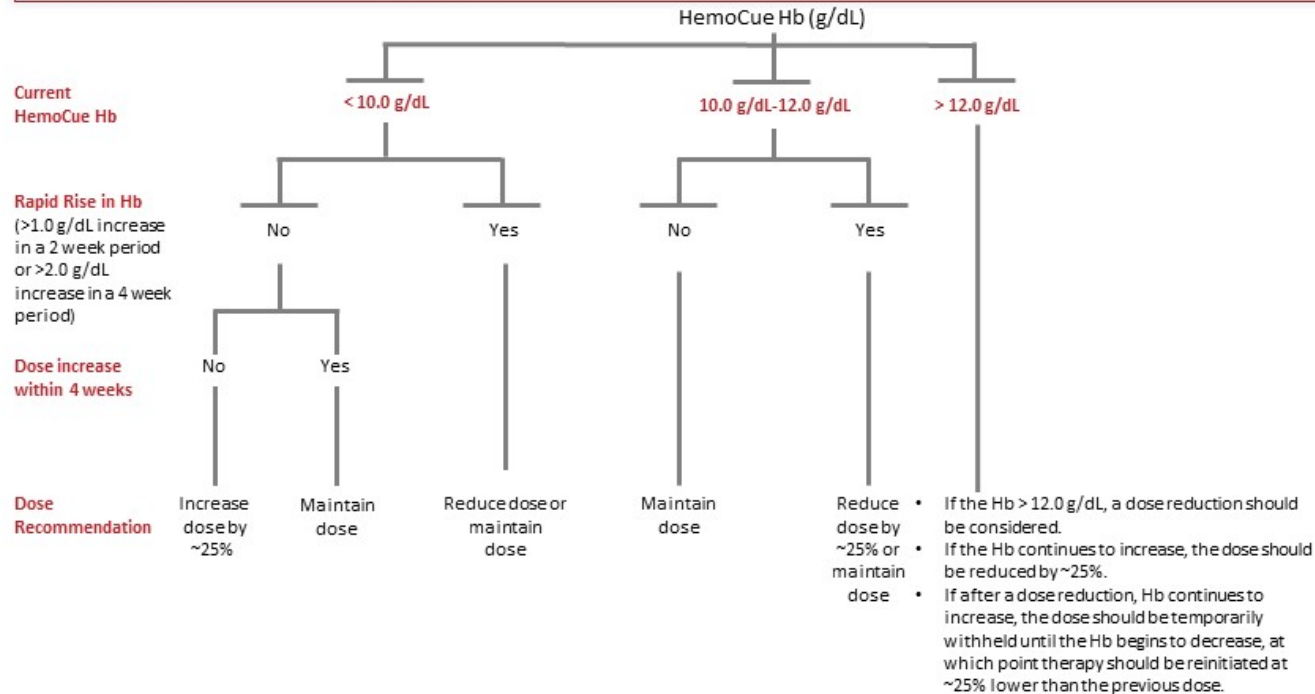 HemoCue Hb (g/dL)
Current
HemoCue Hb
< 10.0 g/dL
10.0 g/dL-12.0 g/dL
> 12.0 g/dL
Rapid Rise in Hb
(>1.0 g/dL increase
in a 2 week period
or >2.0 g/dL
increase in a 4 week
period)
No
Yes
No
Yes
Dose increase
within 4 weeks
No
Yes
Dose
Recommendation
Increase
dose by
~25%
Maintain
dose
Reduce dose or
maintain
dose
Maintain
dose
Reduce
dose by
~25% or
maintain
dose
• If the Hb > 12.0 g/dL, a dose reduction should
be considered.
• If the Hb continues to increase, the dose should
be reduced by ~25%.
• If after a dose reduction, Hb continues to
increase, the dose should be temporarily
withheld until the Hb begins to decrease, at
which point therapy should be reinitiated at
~25% lower than the previous dose.